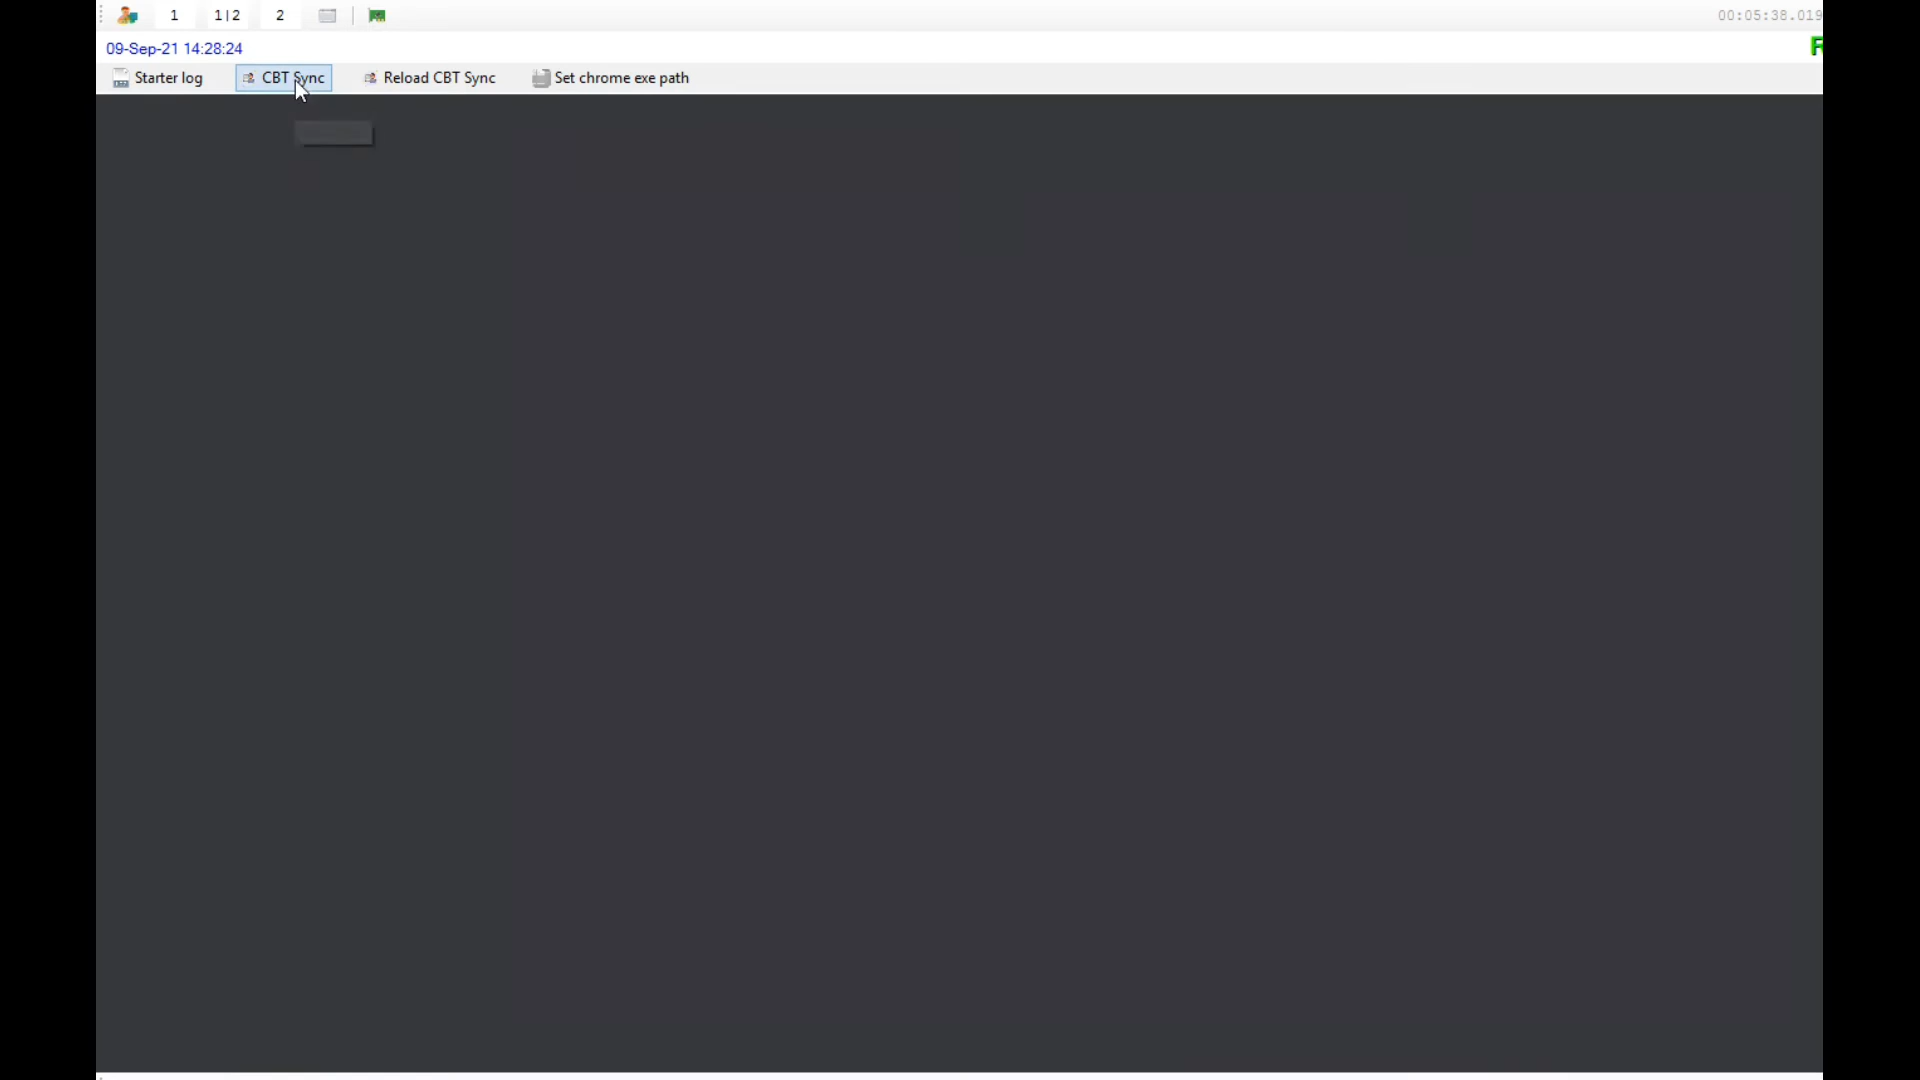 1 1|2 2 00:05:38.019
09-Sep-21 14:28:24
Starter log CBT Sync Reload CBT Sync Set chrome exe path